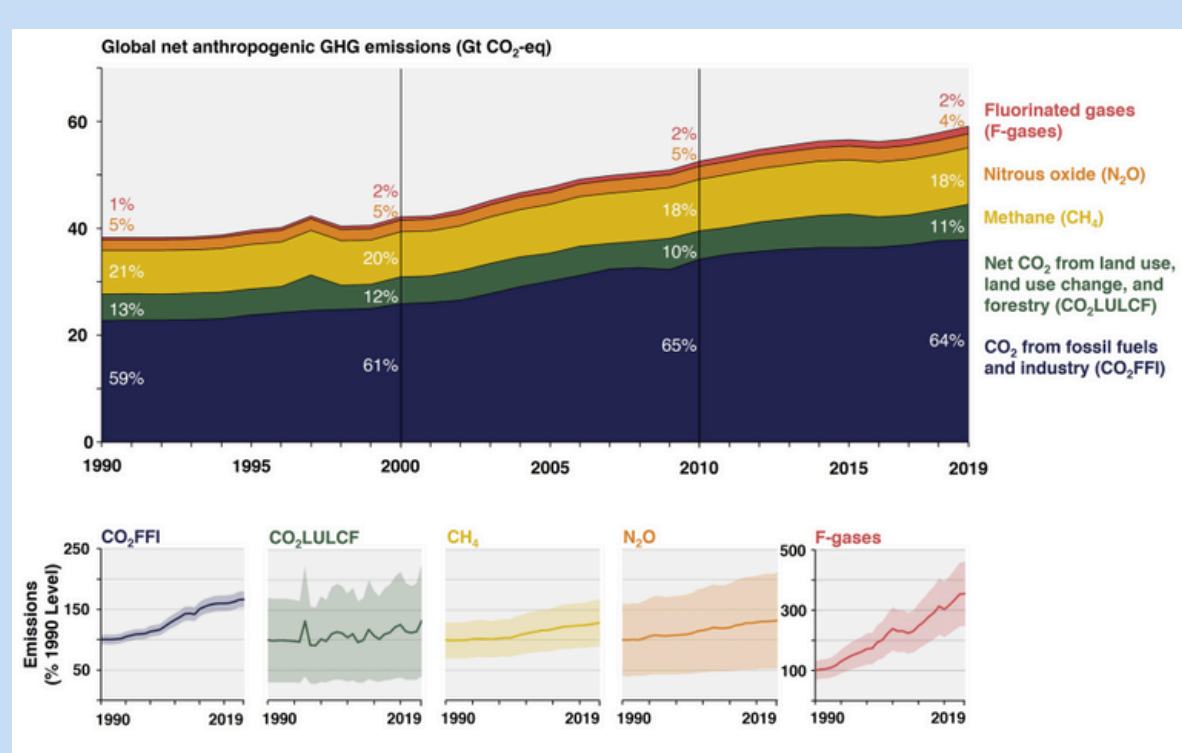 Global net anthropogenic GHG emissions (Gt CO₂-eq)
60
40
20
0
1%
5%
21%
13%
59%
2%
5%
20%
12%
61%
2%
5%
18%
10%
65%
2%
4%
18%
11%
64%
Fluorinated gases
(F-gases)
Nitrous oxide (N₂O)
Methane (CH₄)
Net CO₂ from land use,
land use change, and
forestry (CO₂LULCF)
CO₂ from fossil fuels
and industry (CO₂FFI)
1990 1995 2000 2005 2010 2015 2019
Emissions
(% 1990 Level)
CO₂FFI
250
150
50
1990 2019
CO₂LULCF
1990 2019
CH₄
1990 2019
N₂O
1990 2019
F-gases
500
300
100
1990 2019